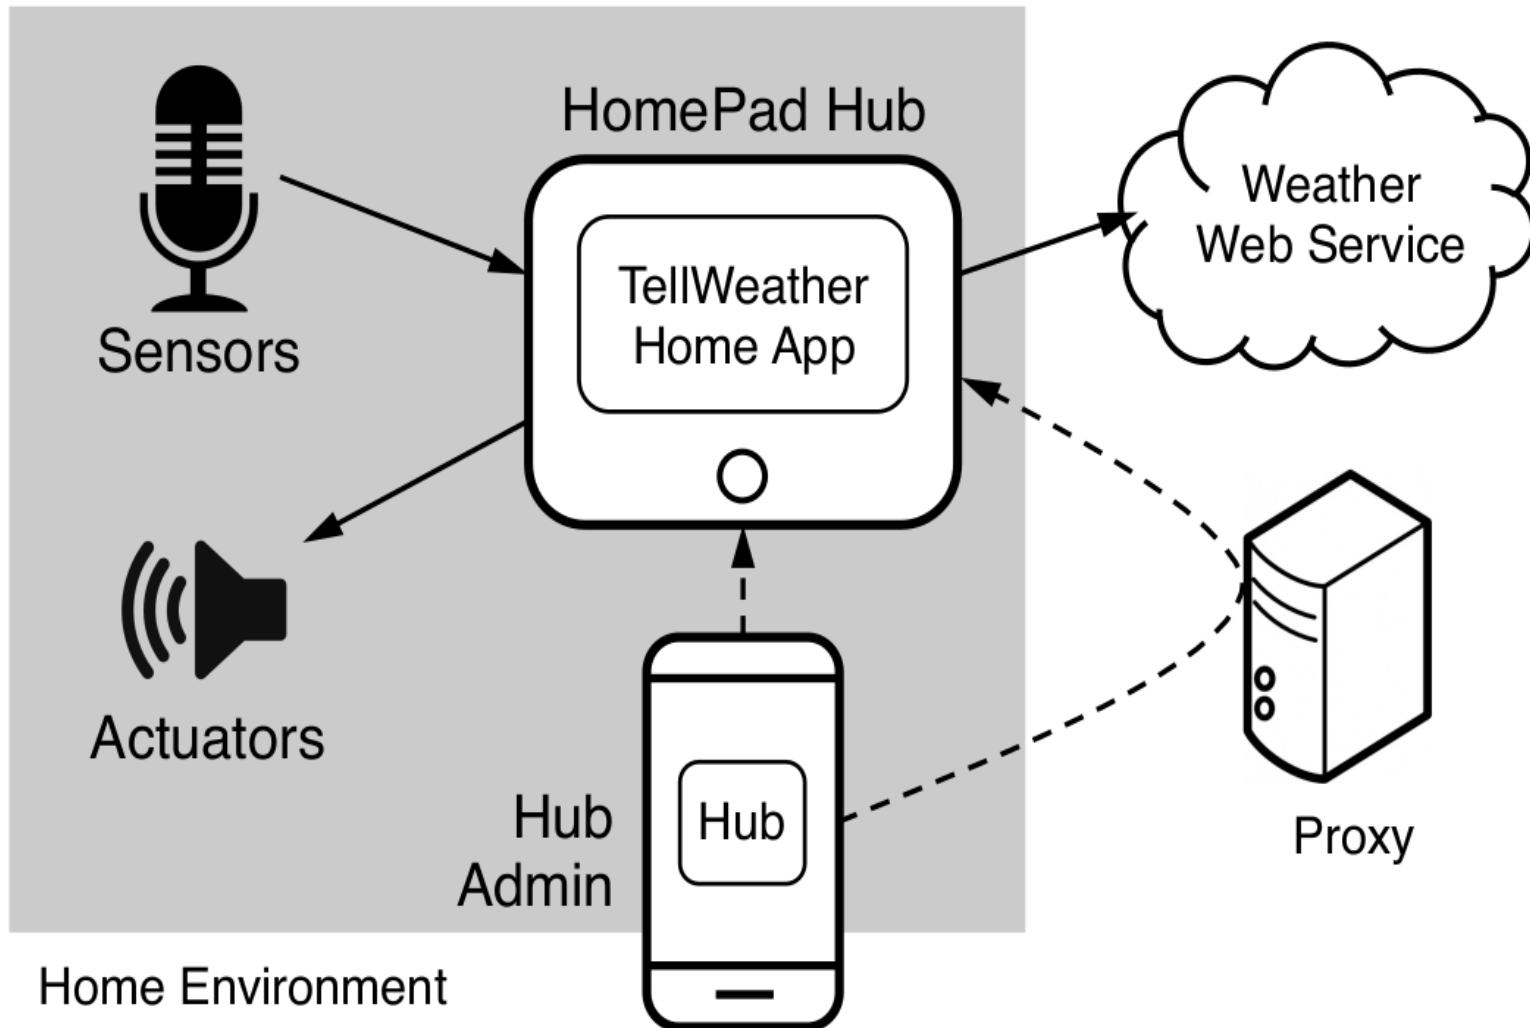 HomePad Hub
Sensors
TellWeather
Home App
Weather
Web Service
Actuators
Hub
Admin
Hub
Proxy
Home Environment